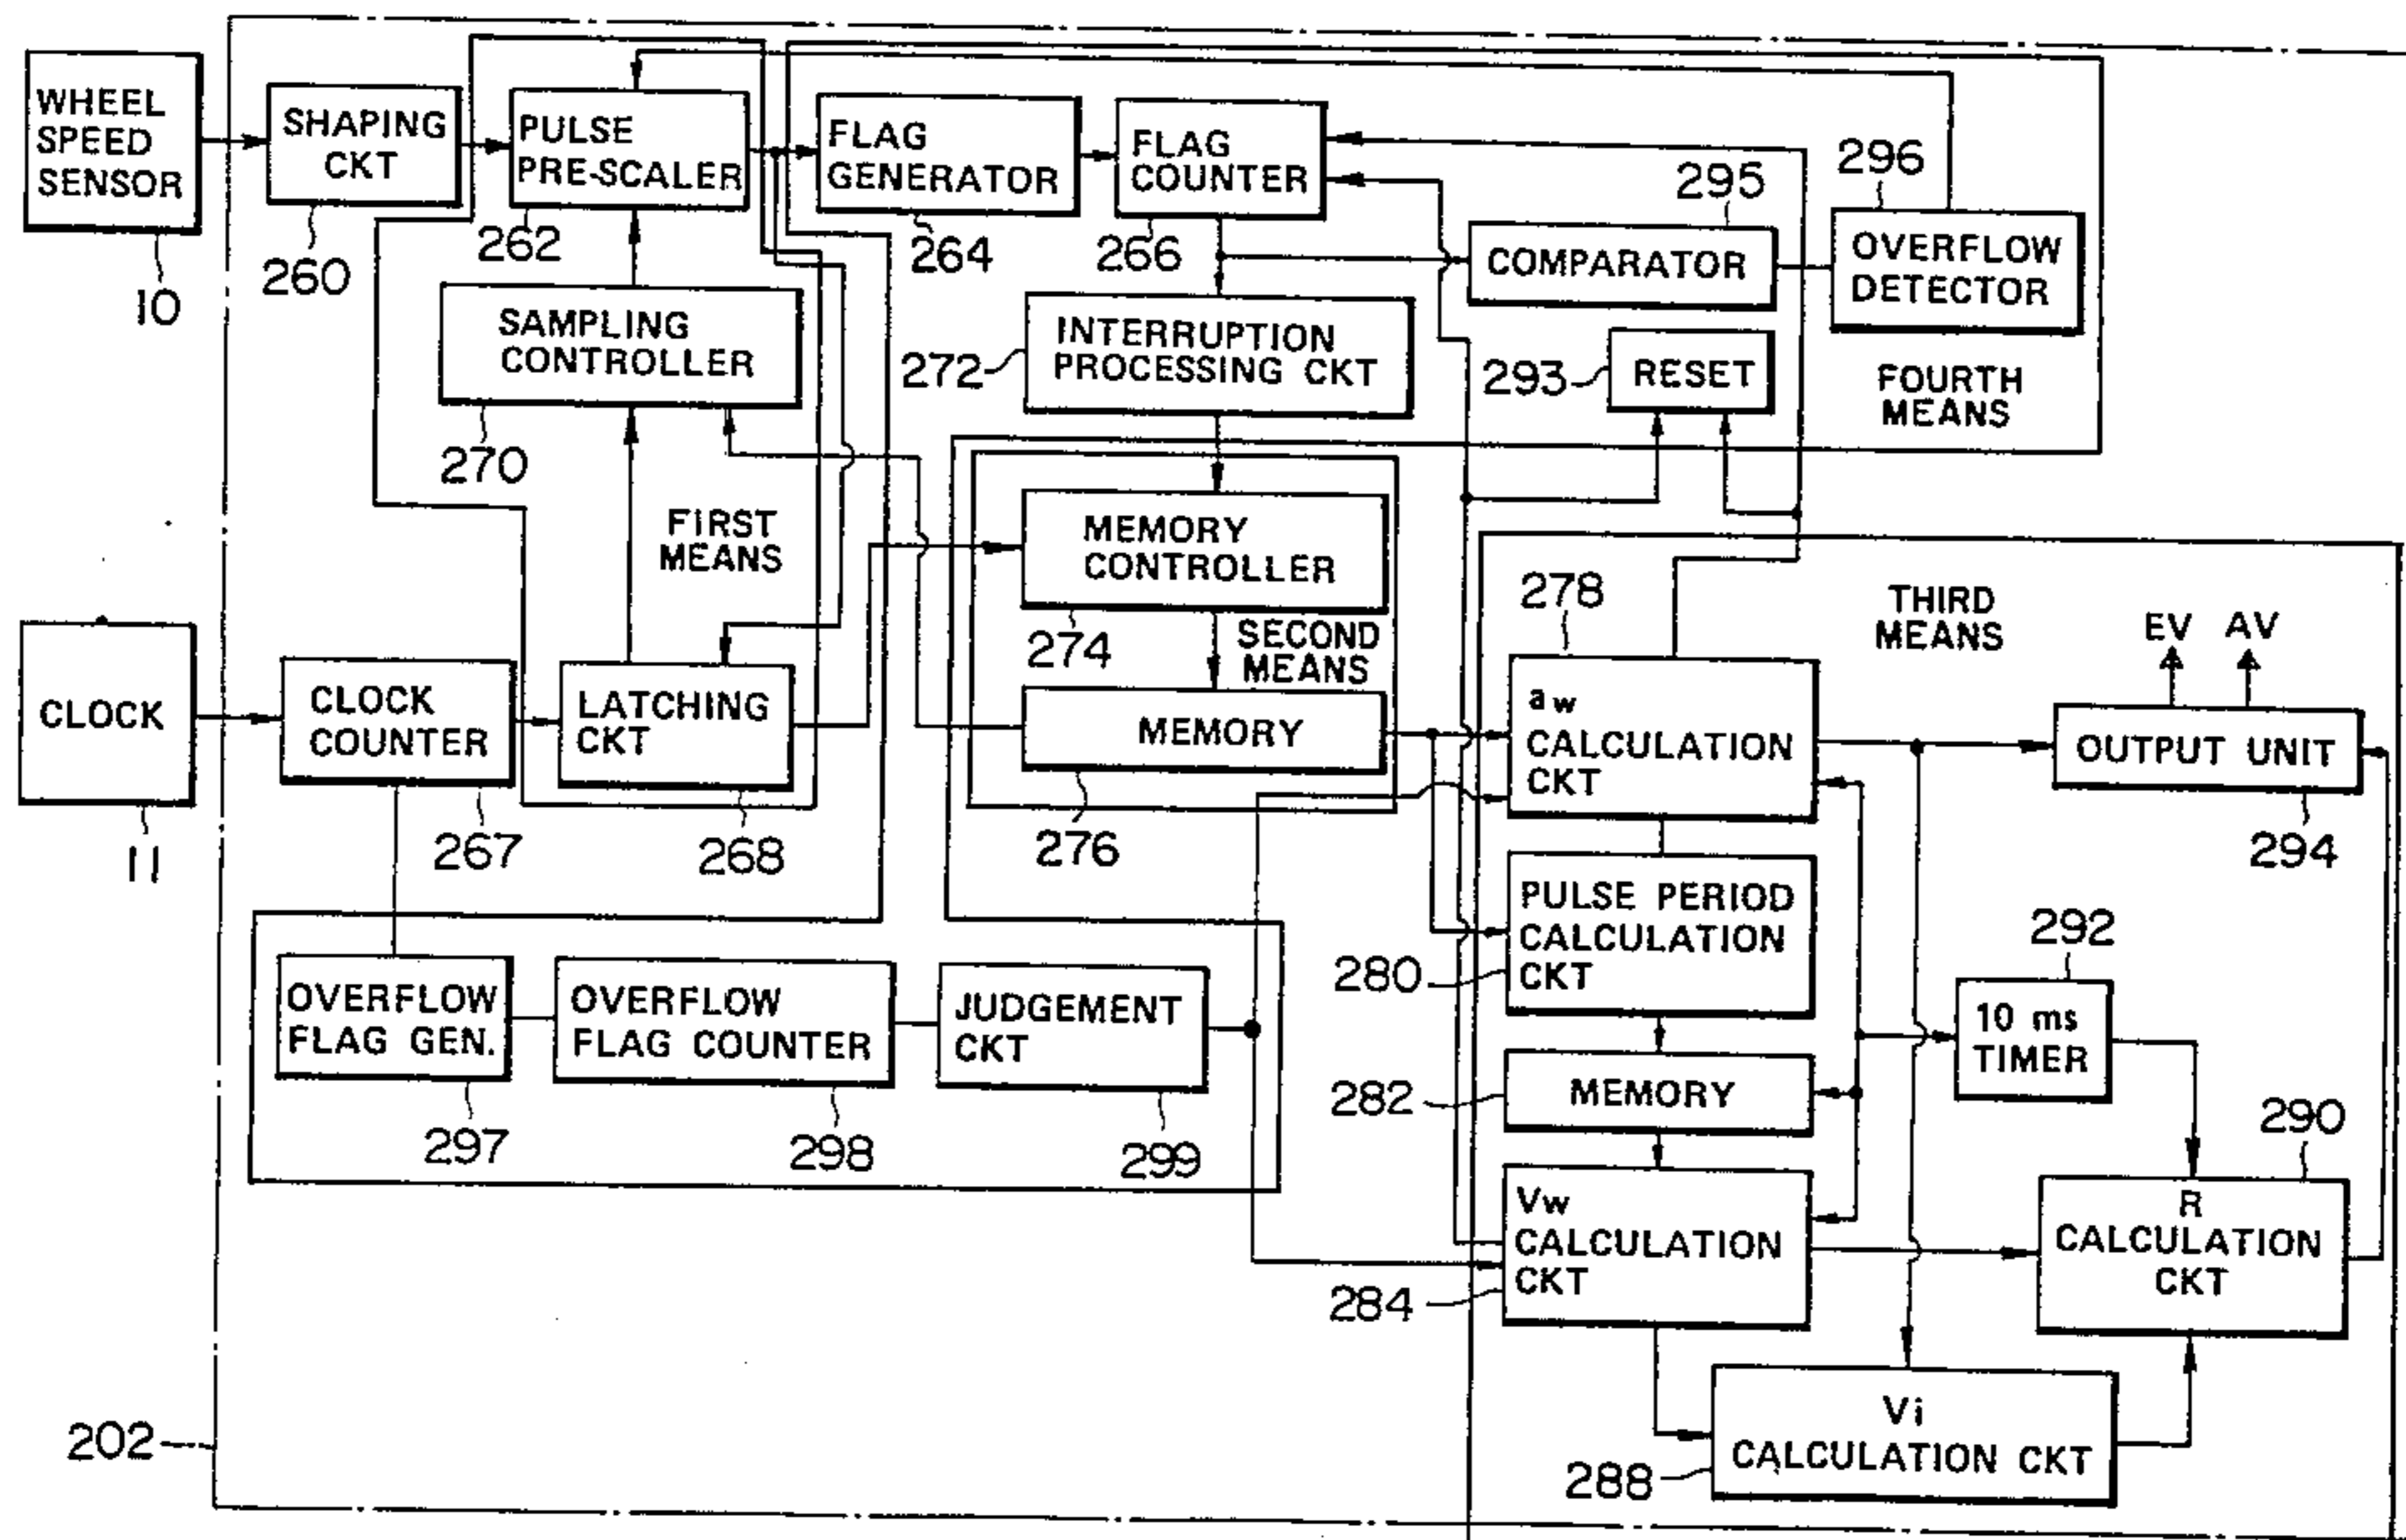 WHEEL
SPEED
SENSOR
10
SHAPING
CKT
260
PULSE
PRE-SCALER
262
FLAG
GENERATOR
264
FLAG
COUNTER
266
295
COMPARATOR
296
OVERFLOW
DETECTOR
SAMPLING
CONTROLLER
270
INTERRUPTION
PROCESSING CKT
272
293
RESET
FOURTH
MEANS
FIRST
MEANS
MEMORY
CONTROLLER
274
SECOND
MEANS
278
THIRD
MEANS
EV
AV
CLOCK
11
CLOCK
COUNTER
267
LATCHING
CKT
268
MEMORY
276
aw
CALCULATION
CKT
OUTPUT UNIT
294
PULSE PERIOD
CALCULATION
CKT
280
292
10 ms
TIMER
OVERFLOW
FLAG GEN.
297
OVERFLOW
FLAG COUNTER
298
JUDGEMENT
CKT
299
282
MEMORY
290
Vw
CALCULATION
CKT
284
R
CALCULATION
CKT
202
Vi
CALCULATION CKT
288